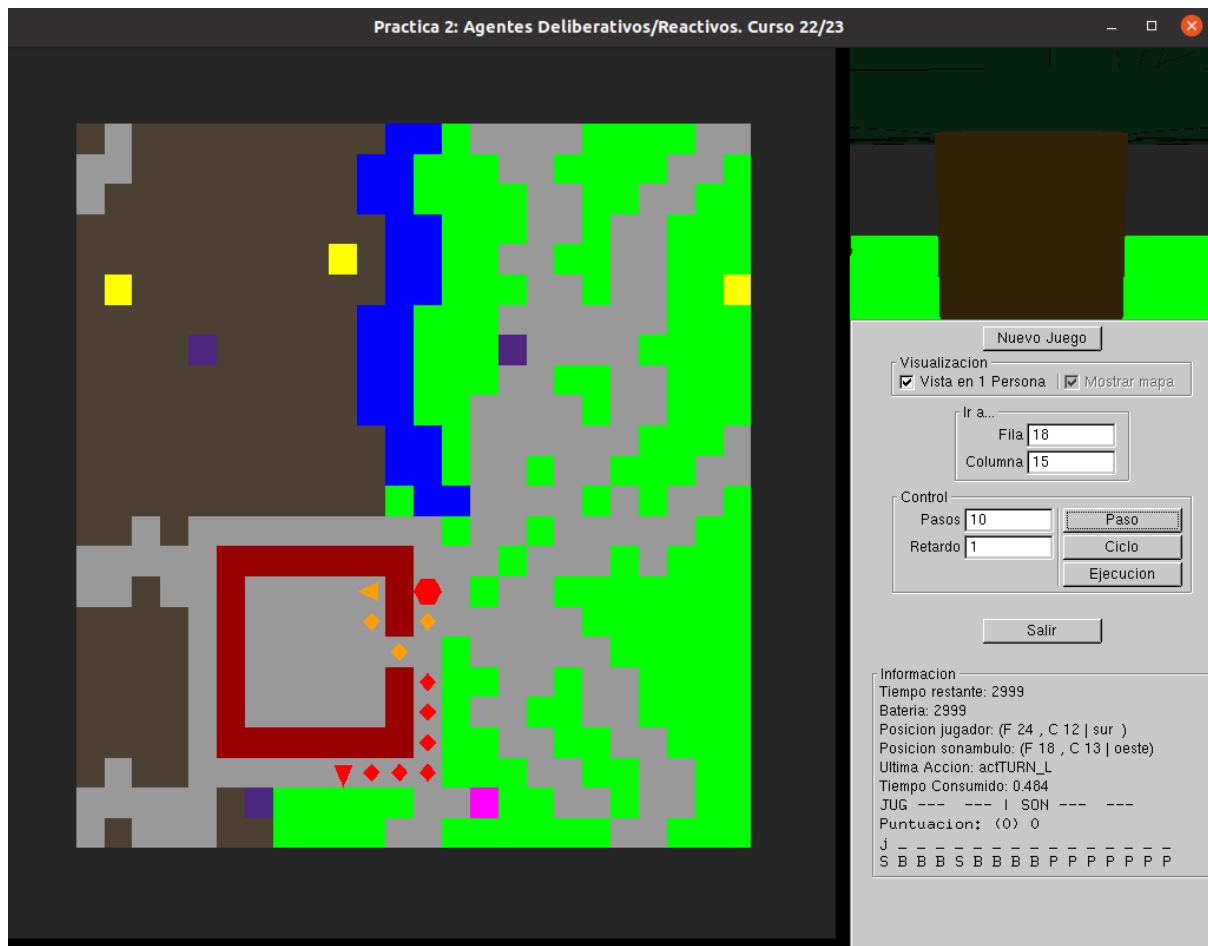 Practica 2: Agentes Deliberativos/Reactivos. Curso 22/23
Nuevo Juego
Visualizacion
Vista en 1 Persona Mostrar mapa
Ir a...
Fila 18
Columna 15
Control
Pasos 10 Paso
Retardo 1 Ciclo
Ejecucion
Salir
Informacion
Tiempo restante: 2999
Bateria: 2999
Posicion jugador: (F 24 , C 12 | sur )
Posicion sonambulo: (F 18 , C 13 | oeste)
Ultima Accion: actTURN_L
Tiempo Consumido: 0.484
JUG --- --- | SON --- ---
Puntuacion: (0) 0
j _ _ _ _ _ _ _ _ _ _ _ _ _ _ _
S B B B S B B B B P P P P P P P